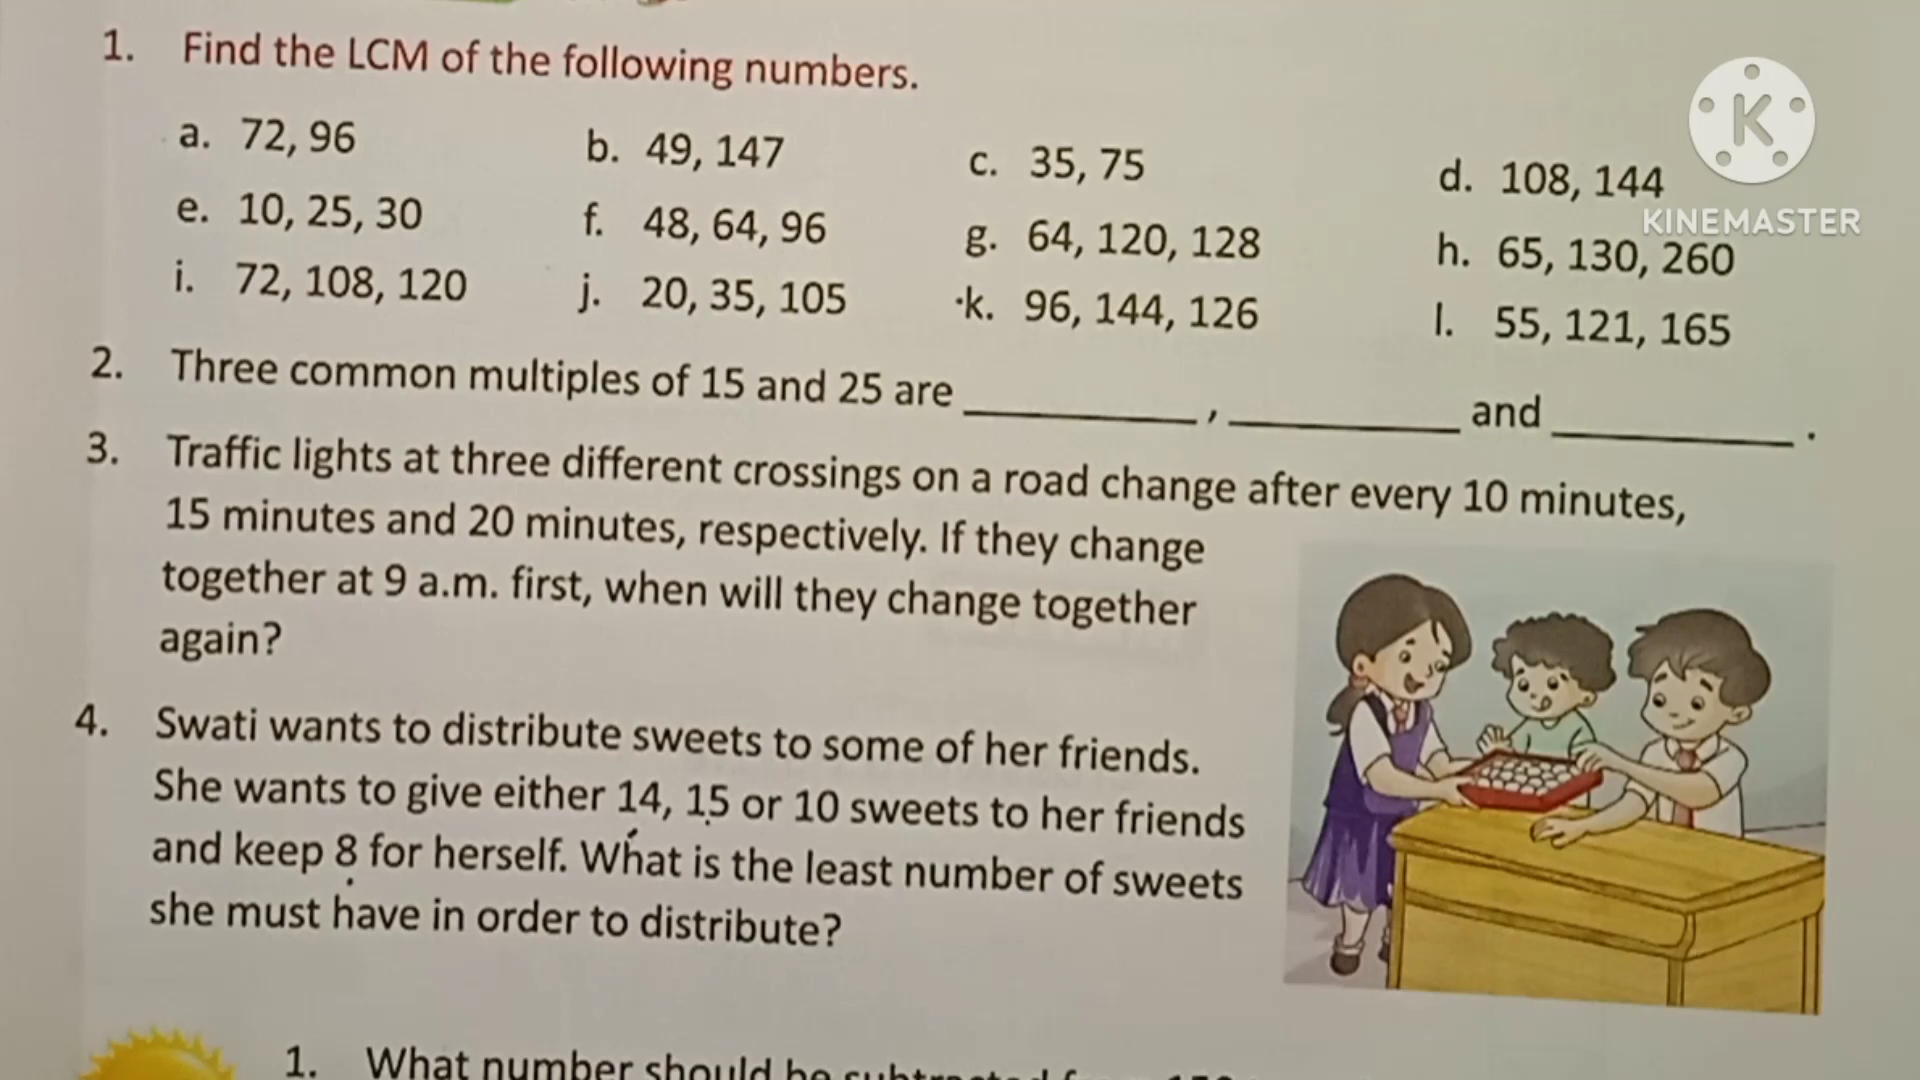 1. Find the LCM of the following numbers.
a. 72, 96 b. 49, 147 c. 35, 75 d. 108, 144
e. 10, 25, 30 f. 48, 64, 96 g. 64, 120, 128 h. 65, 130, 260
i. 72, 108, 120 j. 20, 35, 105 k. 96, 144, 126 l. 55, 121, 165
2. Three common multiples of 15 and 25 are __________, __________ and __________.
3. Traffic lights at three different crossings on a road change after every 10 minutes,
15 minutes and 20 minutes, respectively. If they change
together at 9 a.m. first, when will they change together
again?
4. Swati wants to distribute sweets to some of her friends.
She wants to give either 14, 15 or 10 sweets to her friends
and keep 8 for herself. What is the least number of sweets
she must have in order to distribute?
1. What number should be subtracted
K
KINEMASTER